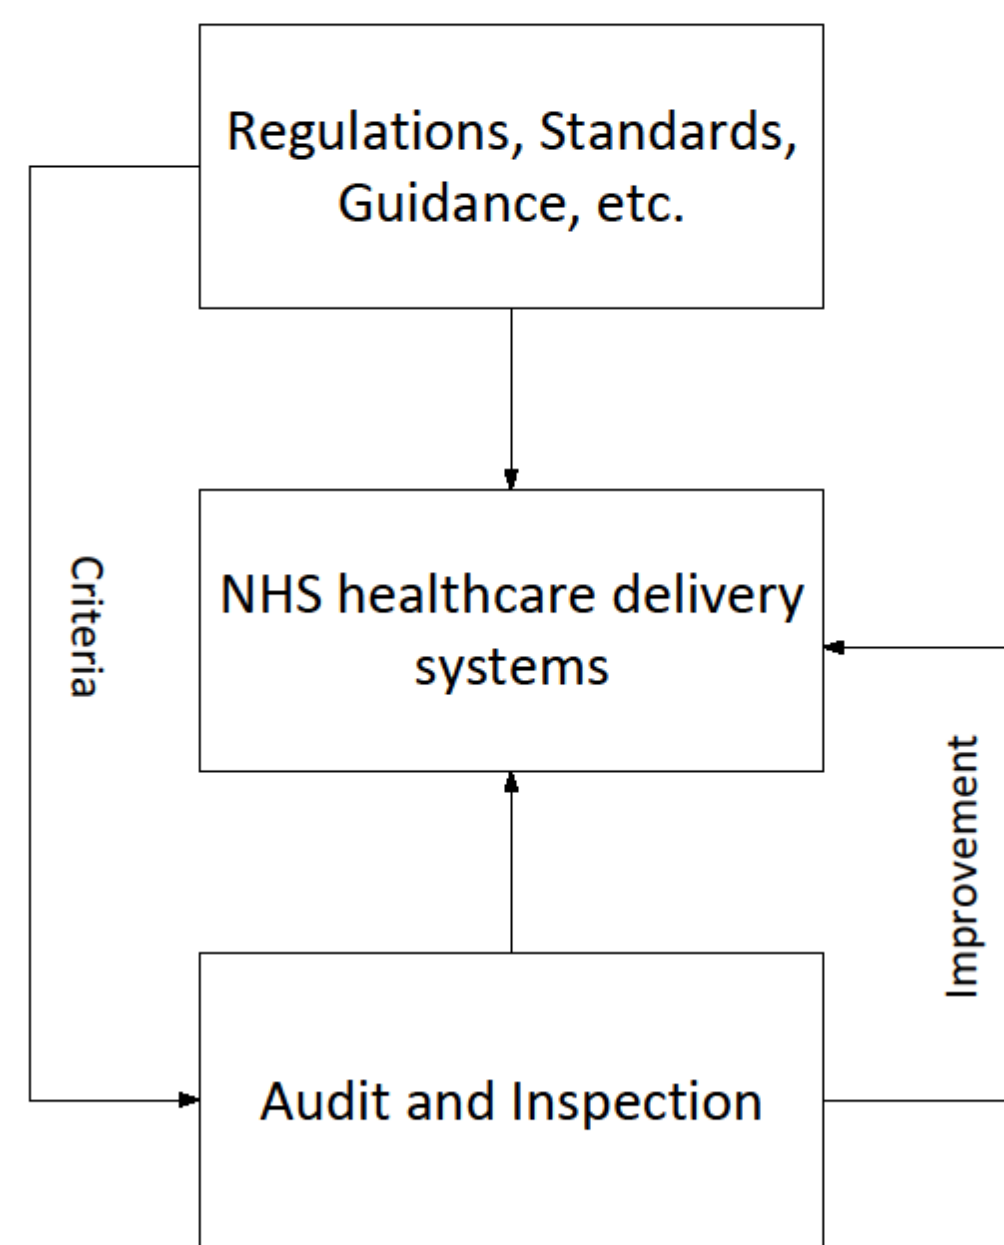 Regulations, Standards,
Guidance, etc.
Criteria
NHS healthcare delivery
systems
Improvement
Audit and Inspection